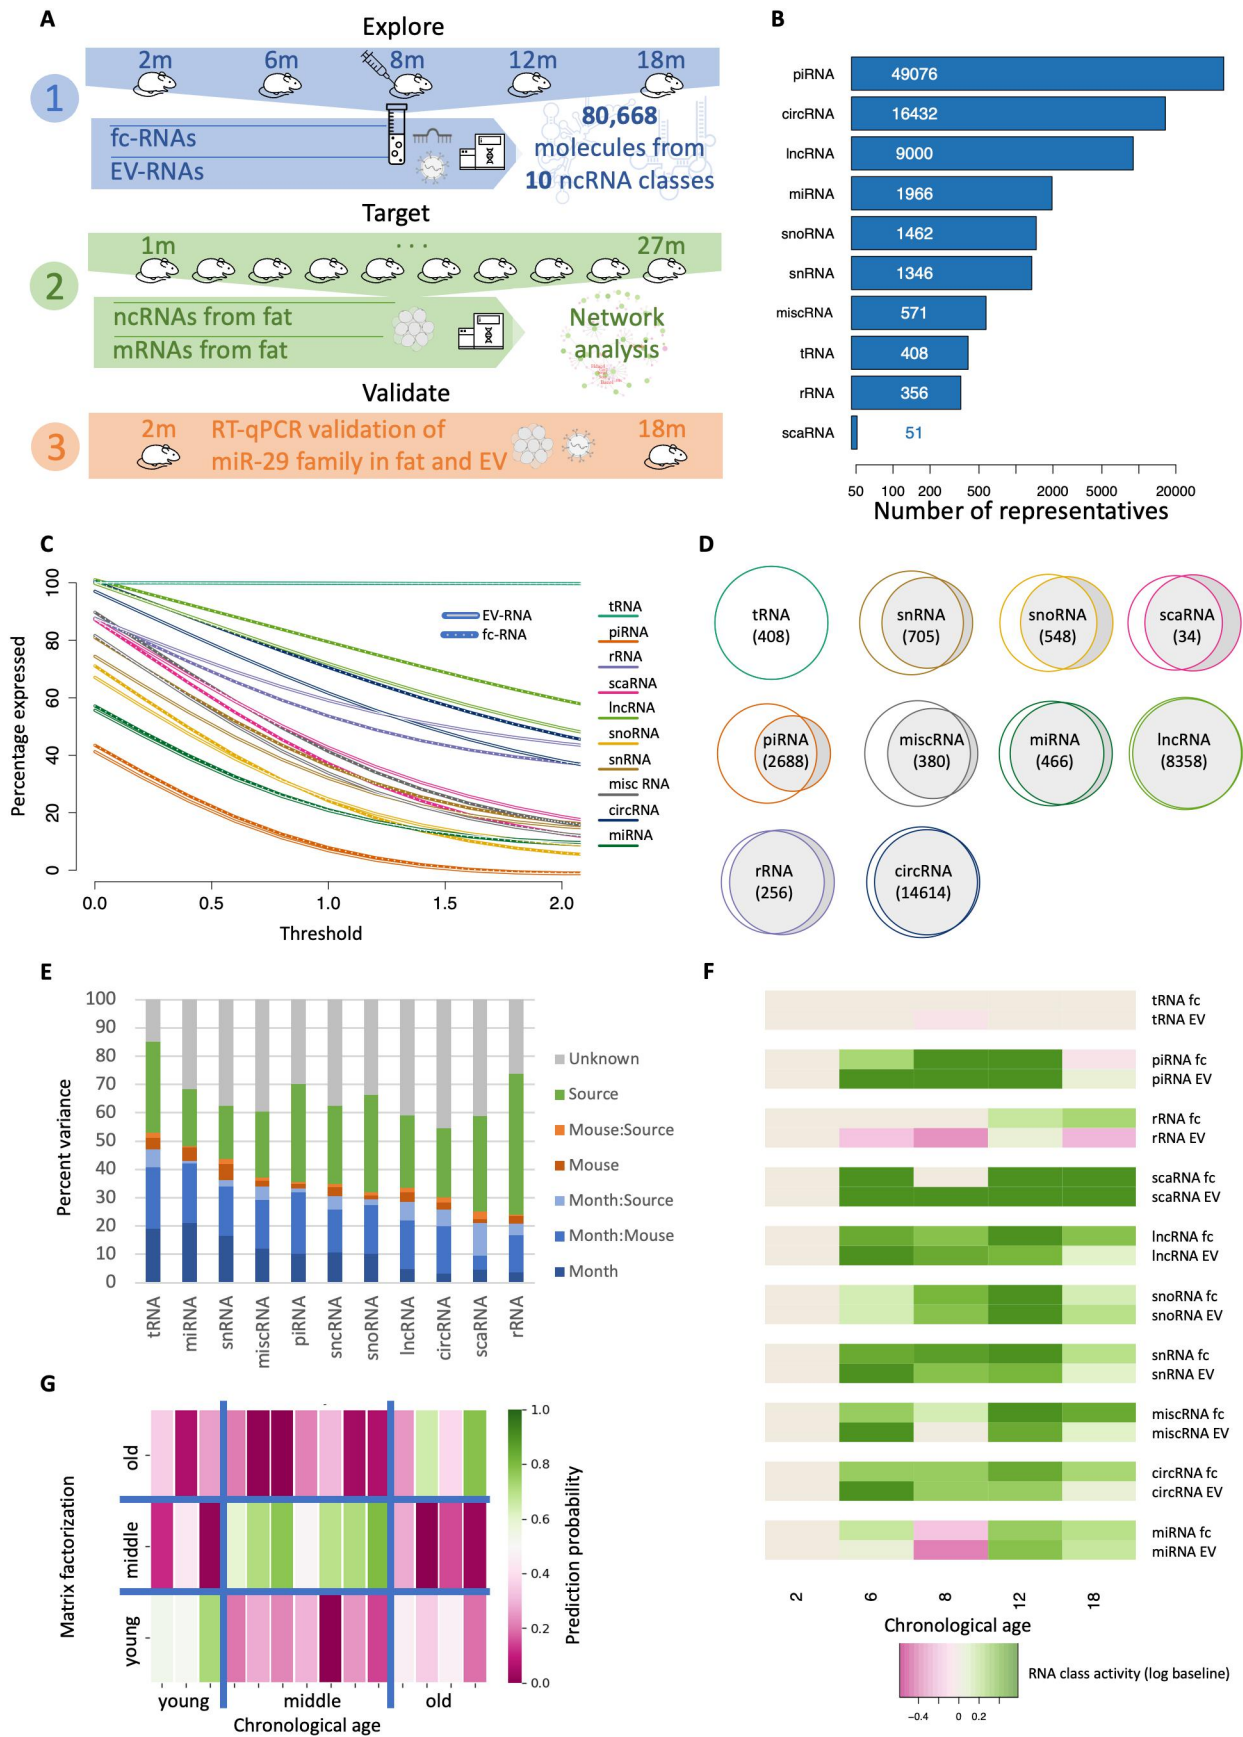 A
Explore
2m 6m 8m 12m 18m
1
fc-RNAs
EV-RNAs
80,668
molecules from
10 ncRNA classes
Target
1m ... 27m
2
ncRNAs from fat
mRNAs from fat
Network
analysis
Validate
3
2m RT-qPCR validation of 18m
miR-29 family in fat and EV
B
piRNA 49076
circRNA 16432
lncRNA 9000
miRNA 1966
snoRNA 1462
snRNA 1346
miscRNA 571
tRNA 408
rRNA 356
scaRNA 51
50 100 200 500 2000 5000 20000
Number of representatives
C
Percentage expressed
100
80
60
40
20
0
0.0 0.5 1.0 1.5 2.0
Threshold
EV-RNA
fc-RNA
tRNA
piRNA
rRNA
scaRNA
lncRNA
snoRNA
snRNA
misc RNA
circRNA
miRNA
D
tRNA
(408)
snRNA
(705)
snoRNA
(548)
scaRNA
(34)
piRNA
(2688)
miscRNA
(380)
miRNA
(466)
lncRNA
(8358)
rRNA
(256)
circRNA
(14614)
E
Percent variance
100
90
80
70
60
50
40
30
20
10
0
tRNA
miRNA
snRNA
miscRNA
piRNA
sncRNA
snoRNA
lncRNA
circRNA
scaRNA
rRNA
Unknown
Source
Mouse:Source
Mouse
Month:Source
Month:Mouse
Month
F
tRNA fc
tRNA EV
piRNA fc
piRNA EV
rRNA fc
rRNA EV
scaRNA fc
scaRNA EV
lncRNA fc
lncRNA EV
snoRNA fc
snoRNA EV
snRNA fc
snRNA EV
miscRNA fc
miscRNA EV
circRNA fc
circRNA EV
miRNA fc
miRNA EV
2 6 8 12 18
Chronological age
RNA class activity (log baseline)
−0.4 0 0.2
G
Matrix factorization
old
middle
young
young middle old
Chronological age
1.0
0.8
0.6
0.4
0.2
0.0
Prediction probability